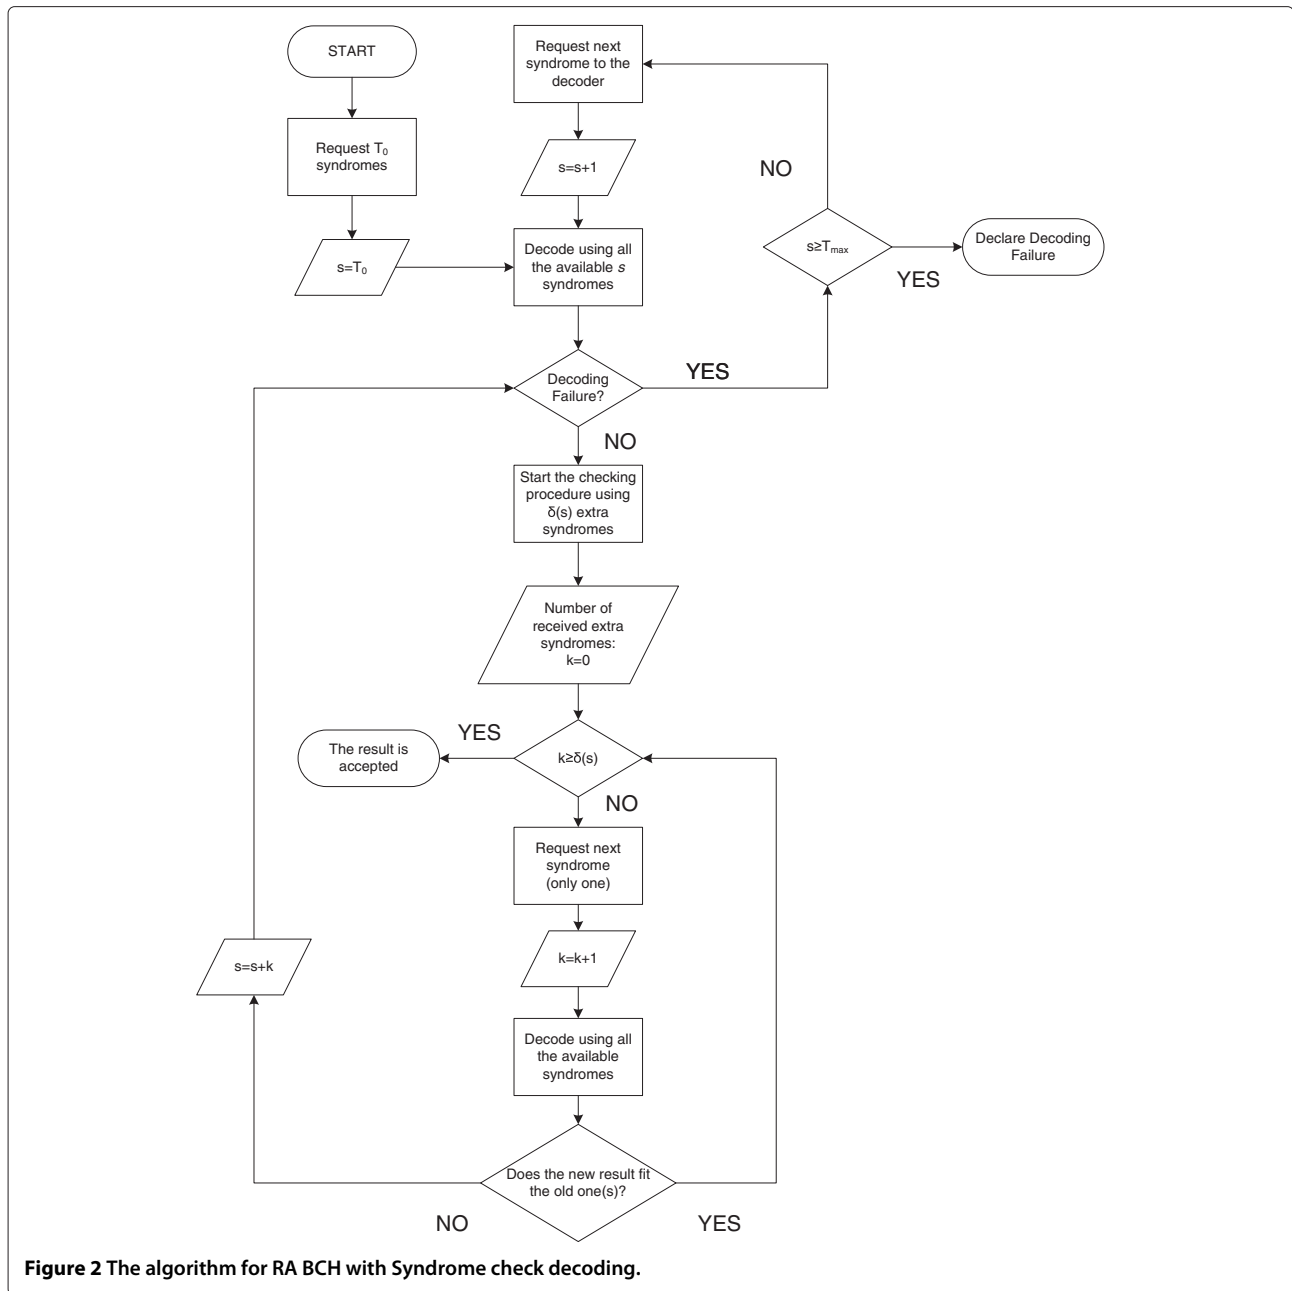 START
Request T₀
syndromes
s=T₀
Request next
syndrome to the
decoder
s=s+1
Decode using all
the available s
syndromes
Decoding
Failure?
YES
NO
s≥Tmax
NO
YES
Declare Decoding
Failure
Start the checking
procedure using
δ(s) extra
syndromes
Number of
received extra
syndromes:
k=0
k≥δ(s)
YES
The result is
accepted
NO
Request next
syndrome
(only one)
k=k+1
Decode using all
the available
syndromes
Does the new result fit
the old one(s)?
NO
YES
s=s+k
Figure 2 The algorithm for RA BCH with Syndrome check decoding.